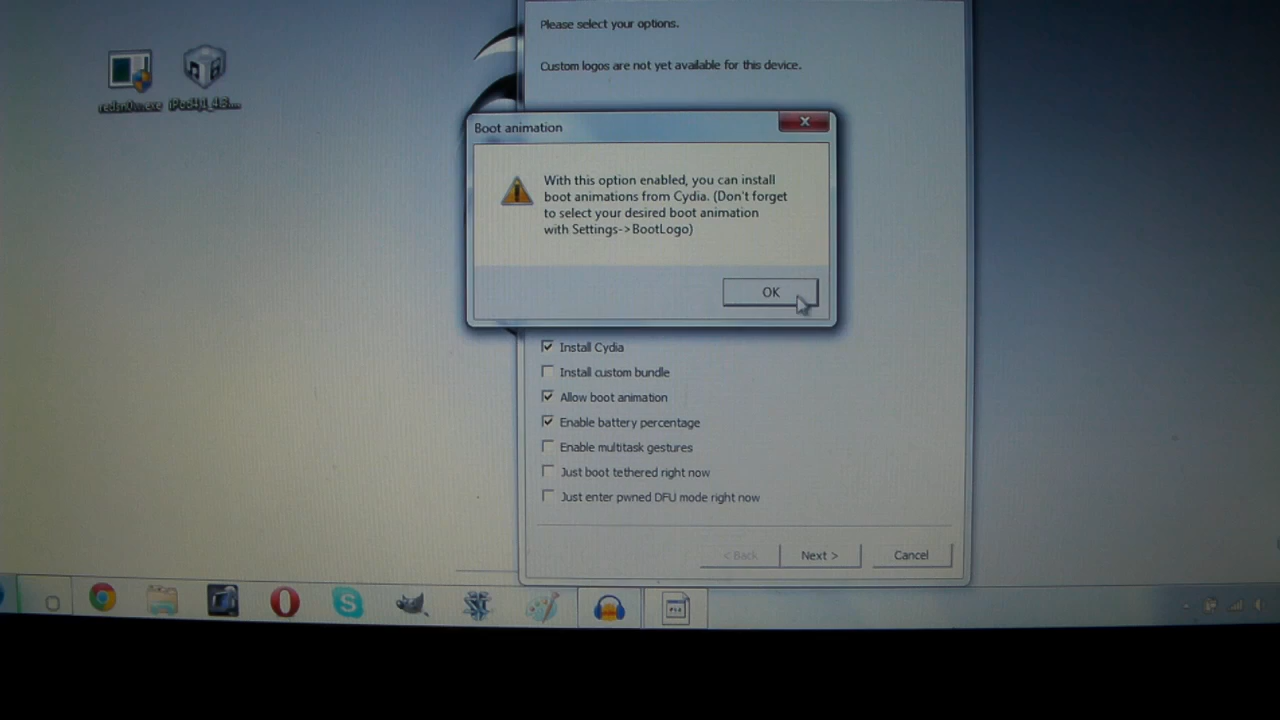 Please select your options.
Custom logos are not yet available for this device.
redsn0w.exe
Boot animation
With this option enabled, you can install
boot animations from Cydia. (Don't forget
to select your desired boot animation
with Settings->BootLogo)
OK
Install Cydia
Install custom bundle
Allow boot animation
Enable battery percentage
Enable multitask gestures
Just boot tethered right now
Just enter pwned DFU mode right now
< Back
Next >
Cancel